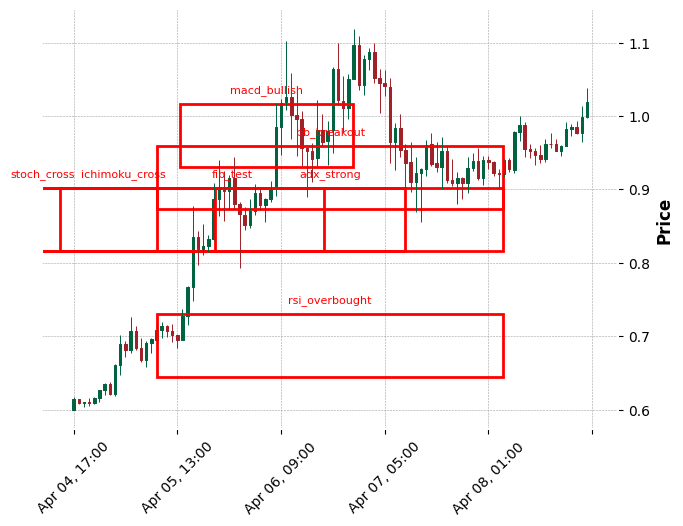 1.1
macd_bullish
1.0
bb_breakout
stoch_cross ichimoku_cross fib_test adx_strong
0.9
Price
0.8
rsi_overbought
0.7
0.6
Apr 04, 17:00
Apr 05, 13:00
Apr 06, 09:00
Apr 07, 05:00
Apr 08, 01:00